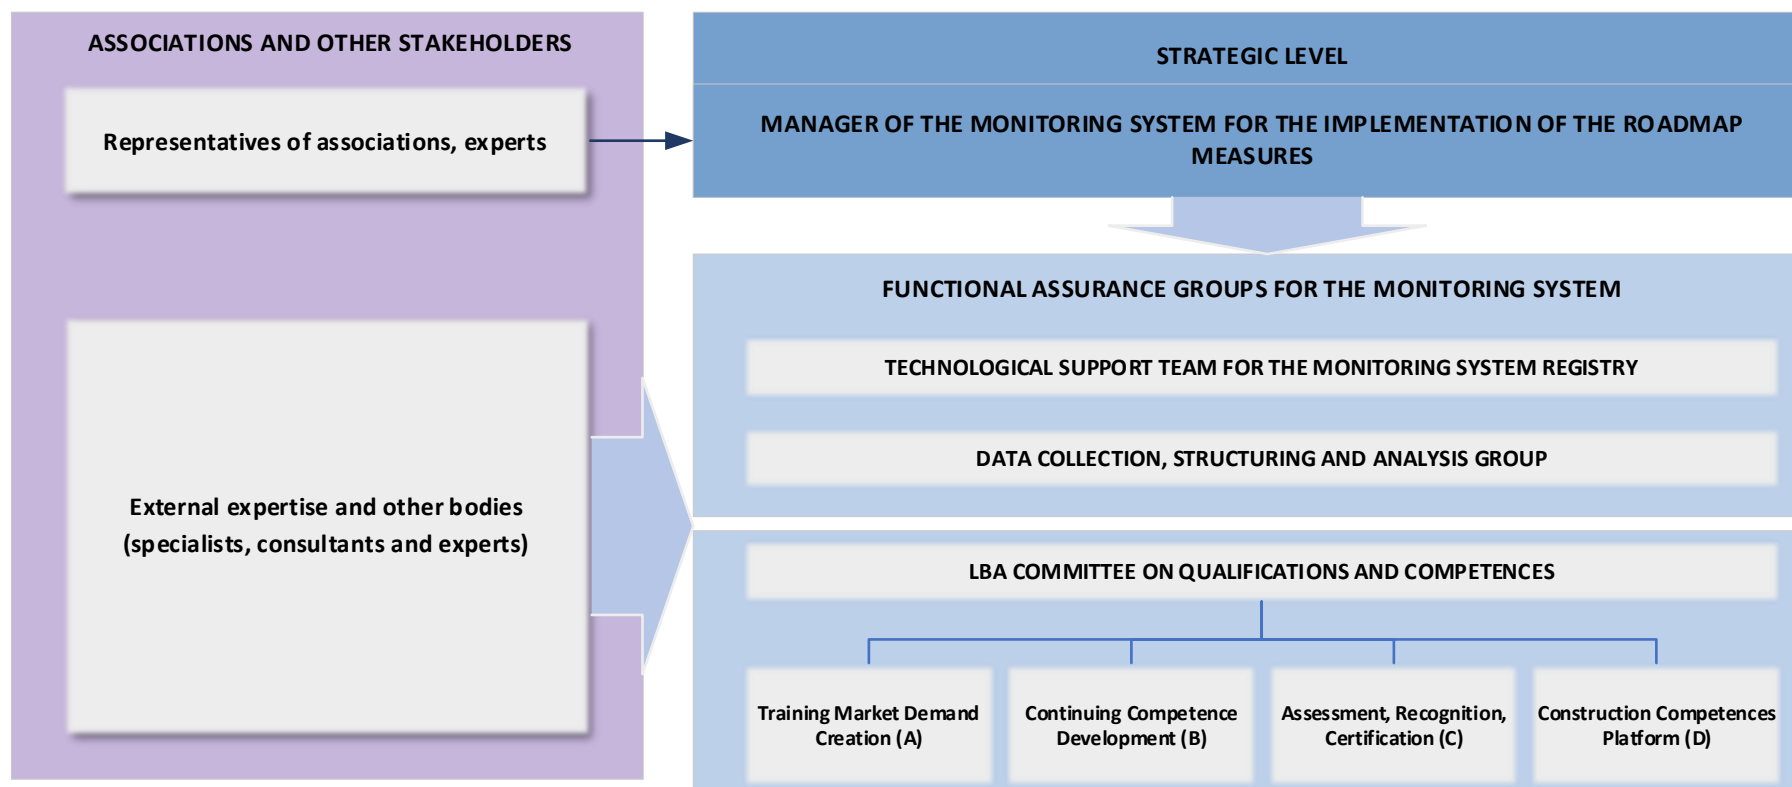 ASSOCIATIONS AND OTHER STAKEHOLDERS
Representatives of associations, experts
External expertise and other bodies
(specialists, consultants and experts)
STRATEGIC LEVEL
MANAGER OF THE MONITORING SYSTEM FOR THE IMPLEMENTATION OF THE ROADMAP
MEASURES
FUNCTIONAL ASSURANCE GROUPS FOR THE MONITORING SYSTEM
TECHNOLOGICAL SUPPORT TEAM FOR THE MONITORING SYSTEM REGISTRY
DATA COLLECTION, STRUCTURING AND ANALYSIS GROUP
LBA COMMITTEE ON QUALIFICATIONS AND COMPETENCES
Training Market Demand
Creation (A)
Continuing Competence
Development (B)
Assessment, Recognition,
Certification (C)
Construction Competences
Platform (D)